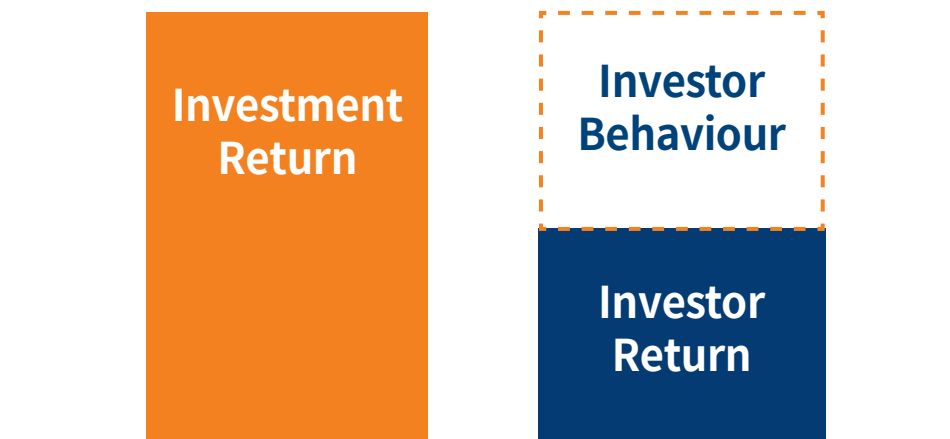 Investment
Return
Investor
Behaviour
Investor
Return